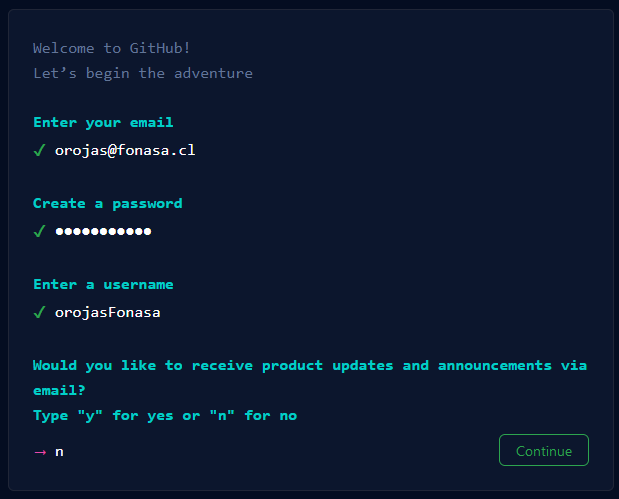 Welcome to GitHub!
Let’s begin the adventure
Enter your email
✓ orojas@fonasa.cl
Create a password
✓ ●●●●●●●●●●●
Enter a username
✓ orojasFonasa
Would you like to receive product updates and announcements via
email?
Type "y" for yes or "n" for no
→ n
Continue